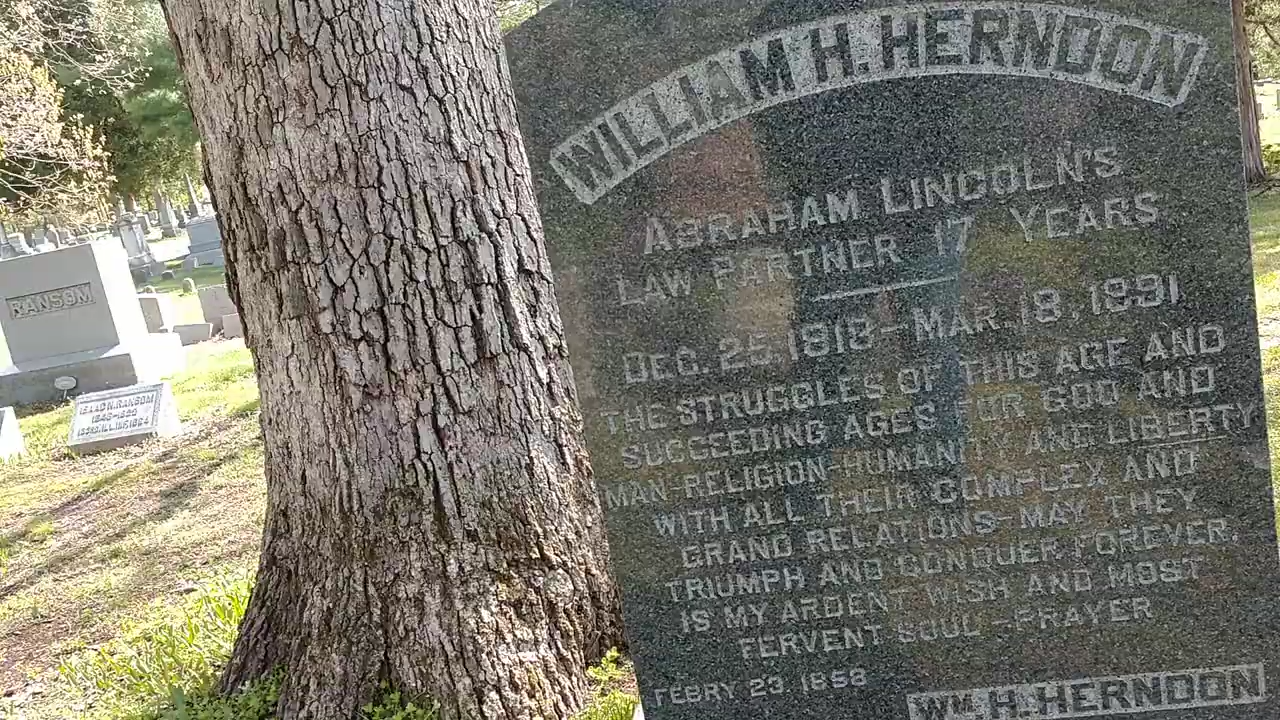 WILLIAM H. HERNDON
ABRAHAM LINCOLN'S
LAW PARTNER 17 YEARS
DEC. 25, 1818 - MAR. 18, 1891
THE STRUGGLES OF THIS AGE AND
SUCCEEDING AGES FOR GOD AND
MAN-RELIGION-HUMANITY AND LIBERTY
WITH ALL THEIR COMPLEX AND
GRAND RELATIONS-MAY THEY
TRIUMPH AND CONQUER FOREVER,
IS MY ARDENT WISH AND MOST
FERVENT SOUL-PRAYER
FEBRY 23 1858
WM. H. HERNDON
RANSOM
ISAAC N. RANSOM